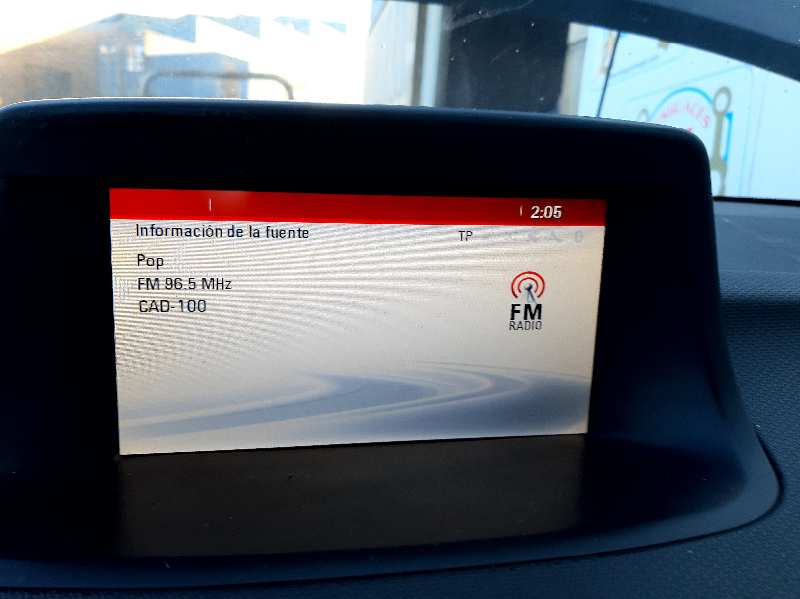 2:05
Información de la fuente
TP
Pop
FM 96.5 MHz
CAD-100
FM
RADIO